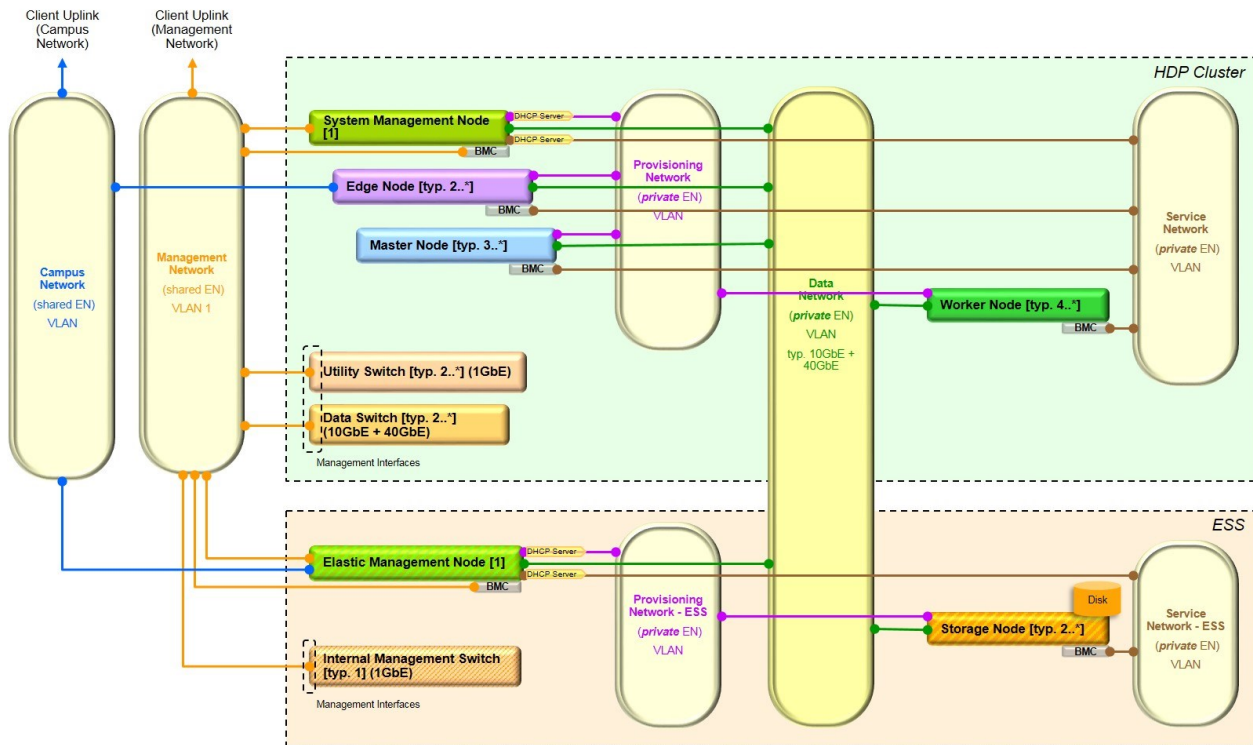 Client Uplink
(Campus
Network)
Client Uplink
(Management
Network)
HDP Cluster
System Management Node
[1]
DHCP Server
DHCP Server
BMC
Edge Node [typ. 2..*]
BMC
Master Node [typ. 3..*]
BMC
Provisioning
Network
(private EN)
VLAN
Service
Network
(private EN)
VLAN
Campus
Network
(shared EN)
VLAN
Management
Network
(shared EN)
VLAN 1
Data
Network
(private EN)
VLAN
typ. 10GbE +
40GbE
Worker Node [typ. 4..*]
BMC
Utility Switch [typ. 2..*] (1GbE)
Data Switch [typ. 2..*]
(10GbE + 40GbE)
Management Interfaces
ESS
Elastic Management Node [1]
DHCP Server
DHCP Server
BMC
Provisioning
Network - ESS
(private EN)
VLAN
Disk
Storage Node [typ. 2..*]
BMC
Service
Network - ESS
(private EN)
VLAN
Internal Management Switch
[typ. 1] (1GbE)
Management Interfaces